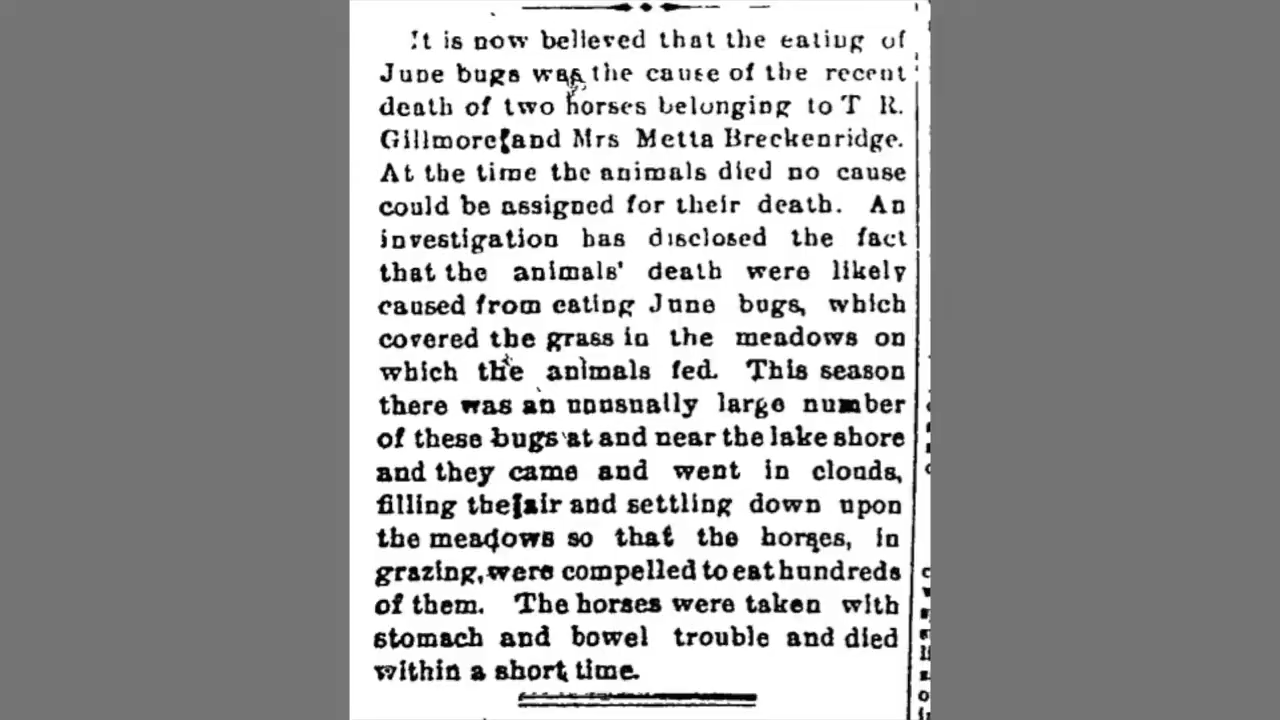 It is now believed that the eating of
June bugs was the cause of the recent
death of two horses belonging to T R.
Gillmore and Mrs Metta Breckenridge.
At the time the animals died no cause
could be assigned for their death. An
investigation has disclosed the fact
that the animals' death were likely
caused from eating June bugs, which
covered the grass in the meadows on
which the animals fed. This season
there was an unusually large number
of these bugs at and near the lake shore
and they came and went in clouds,
filling the air and settling down upon
the meadows so that the horses, in
grazing, were compelled to eat hundreds
of them. The horses were taken with
stomach and bowel trouble and died
within a short time.